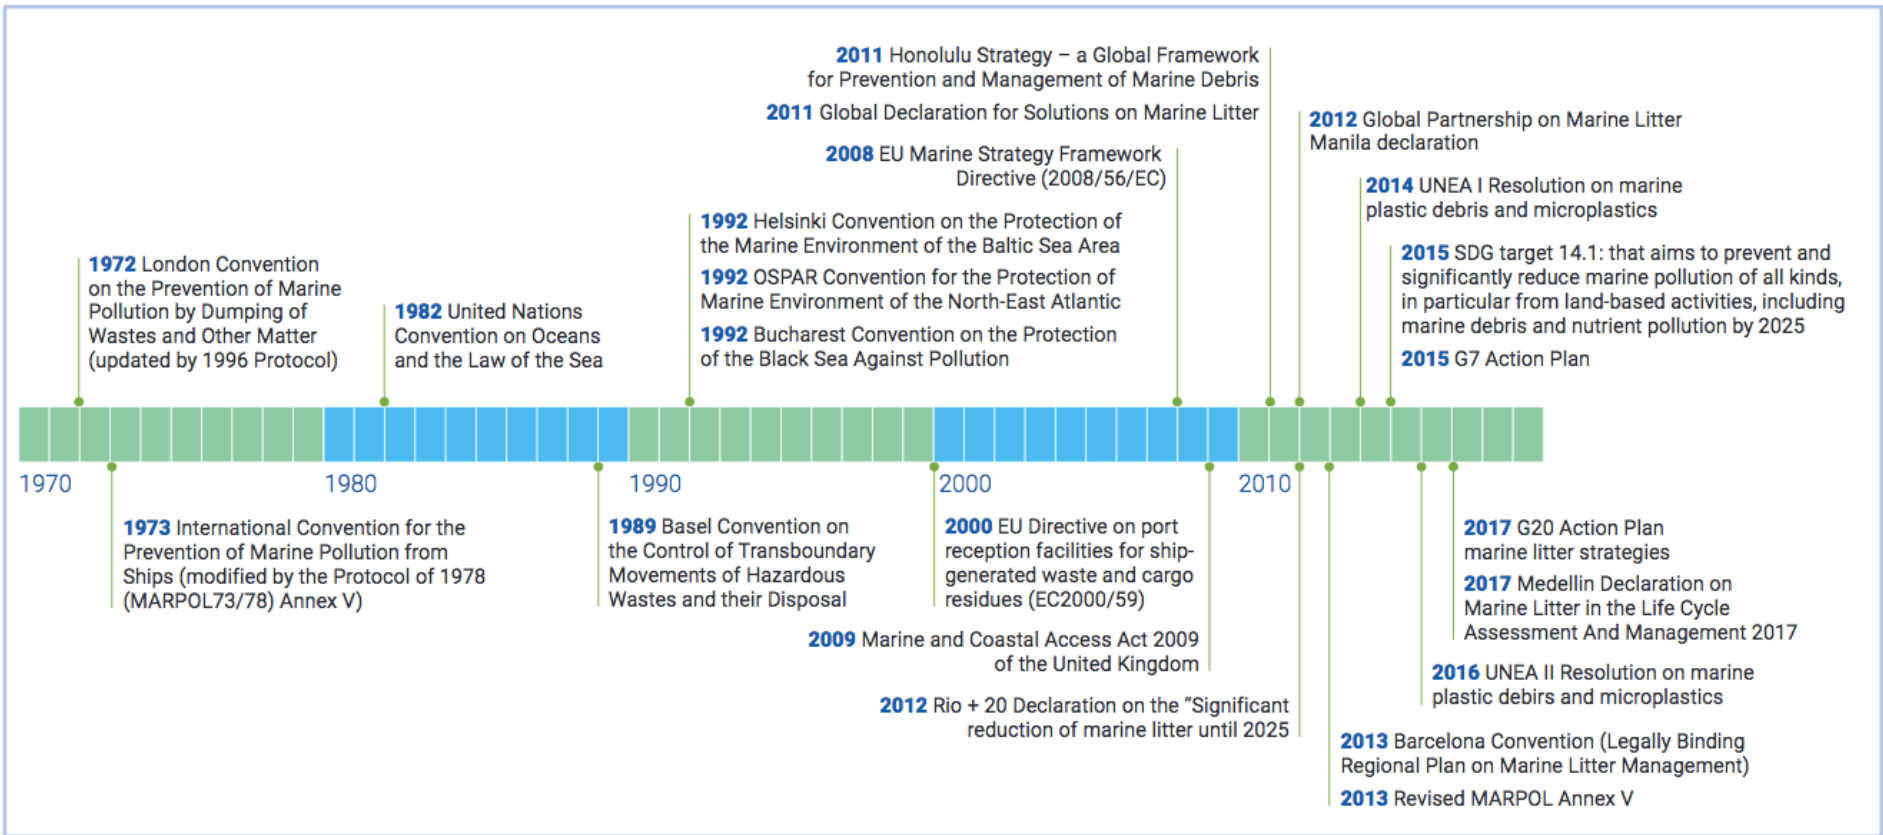 2011 Honolulu Strategy – a Global Framework
for Prevention and Management of Marine Debris
2011 Global Declaration for Solutions on Marine Litter
2012 Global Partnership on Marine Litter
Manila declaration
2008 EU Marine Strategy Framework
Directive (2008/56/EC)
2014 UNEA I Resolution on marine
plastic debris and microplastics
1992 Helsinki Convention on the Protection of
the Marine Environment of the Baltic Sea Area
1992 OSPAR Convention for the Protection of
Marine Environment of the North-East Atlantic
1992 Bucharest Convention on the Protection
of the Black Sea Against Pollution
2015 SDG target 14.1: that aims to prevent and
significantly reduce marine pollution of all kinds,
in particular from land-based activities, including
marine debris and nutrient pollution by 2025
2015 G7 Action Plan
1972 London Convention
on the Prevention of Marine
Pollution by Dumping of
Wastes and Other Matter
(updated by 1996 Protocol)
1982 United Nations
Convention on Oceans
and the Law of the Sea
1970
1980
1990
2000
2010
1973 International Convention for the
Prevention of Marine Pollution from
Ships (modified by the Protocol of 1978
(MARPOL73/78) Annex V)
1989 Basel Convention on
the Control of Transboundary
Movements of Hazardous
Wastes and their Disposal
2000 EU Directive on port
reception facilities for ship-
generated waste and cargo
residues (EC2000/59)
2009 Marine and Coastal Access Act 2009
of the United Kingdom
2012 Rio + 20 Declaration on the “Significant
reduction of marine litter until 2025
2017 G20 Action Plan
marine litter strategies
2017 Medellin Declaration on
Marine Litter in the Life Cycle
Assessment And Management 2017
2016 UNEA II Resolution on marine
plastic debirs and microplastics
2013 Barcelona Convention (Legally Binding
Regional Plan on Marine Litter Management)
2013 Revised MARPOL Annex V